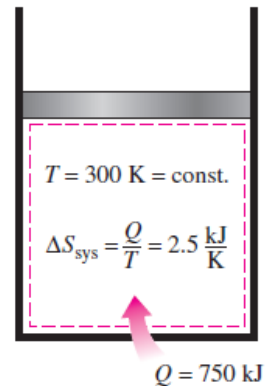 T = 300 K = const.
ΔS_sys = Q/T = 2.5 kJ/K
Q = 750 kJ